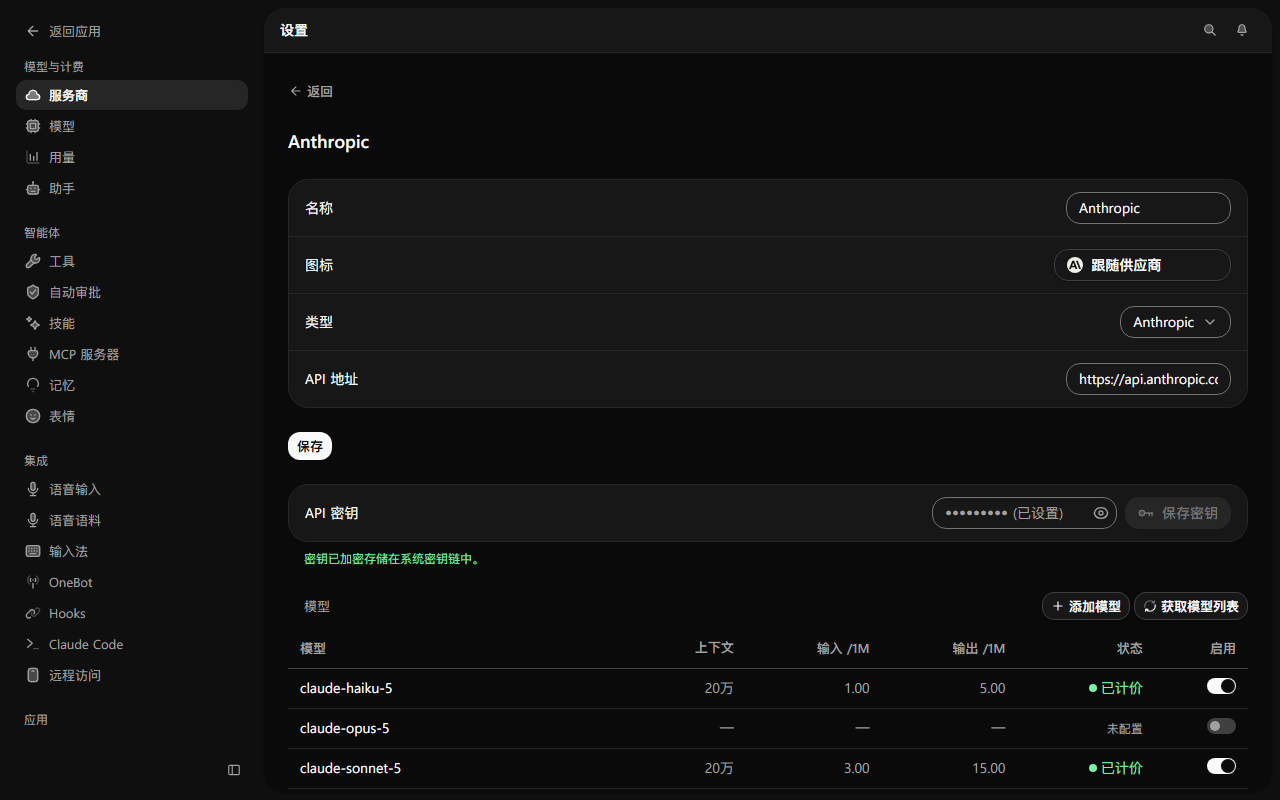 返回应用
模型与计费
服务商
模型
用量
助手
智能体
工具
自动审批
技能
MCP 服务器
记忆
表情
集成
语音输入
语音语料
输入法
OneBot
Hooks
Claude Code
远程访问
应用
设置
返回
Anthropic
名称 Anthropic
图标 跟随供应商
类型 Anthropic
API 地址 https://api.anthropic.cc
保存
API 密钥 ••••••••• (已设置) 保存密钥
密钥已加密存储在系统密钥链中。
模型 添加模型 获取模型列表
模型 上下文 输入 /1M 输出 /1M 状态 启用
claude-haiku-5 20万 1.00 5.00 已计价
claude-opus-5 — — — 未配置
claude-sonnet-5 20万 3.00 15.00 已计价